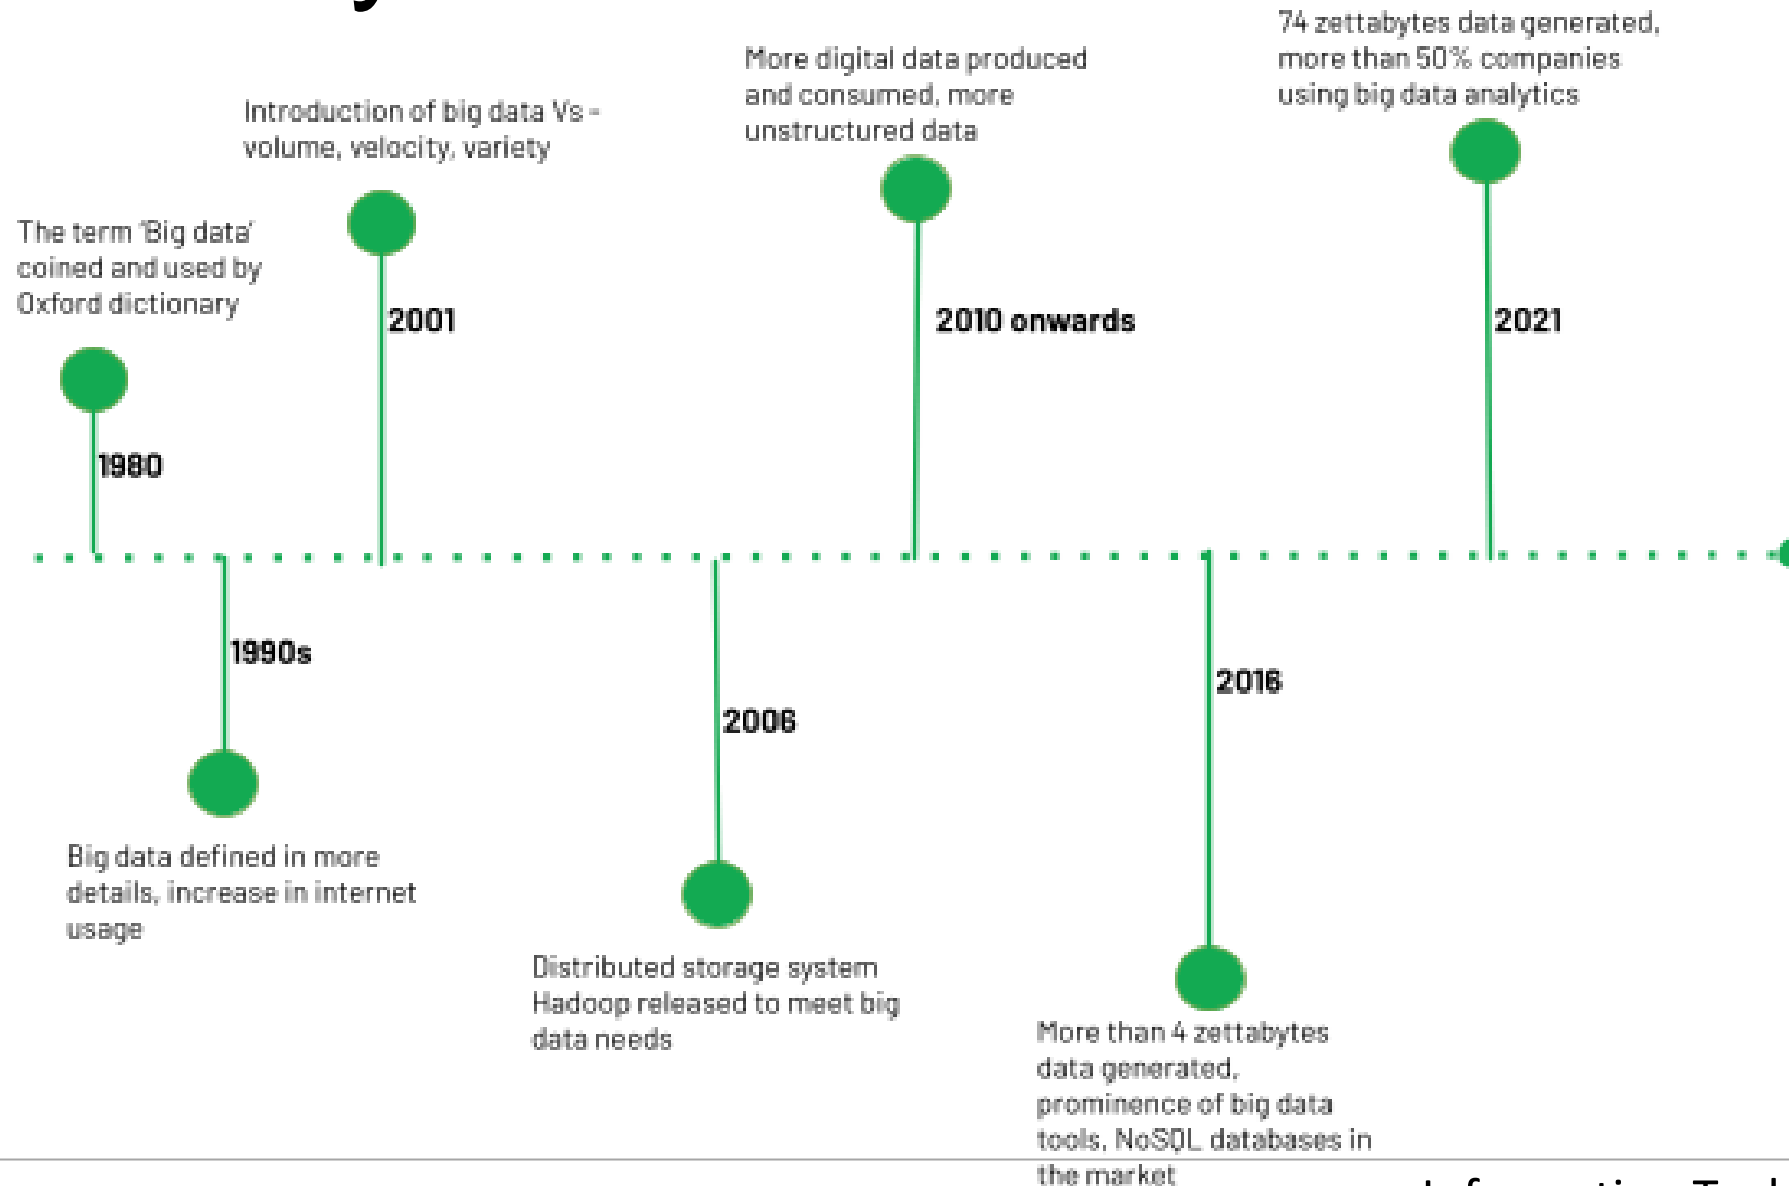 74 zettabytes data generated,
more than 50% companies
using big data analytics
More digital data produced
and consumed, more
unstructured data
Introduction of big data Vs -
volume, velocity, variety
The term 'Big data'
coined and used by
Oxford dictionary
2001
2010 onwards
2021
1980
1990s
2016
2006
Big data defined in more
details, increase in internet
usage
Distributed storage system
Hadoop released to meet big
data needs
More than 4 zettabytes
data generated,
prominence of big data
tools, NoSQL databases in
the market